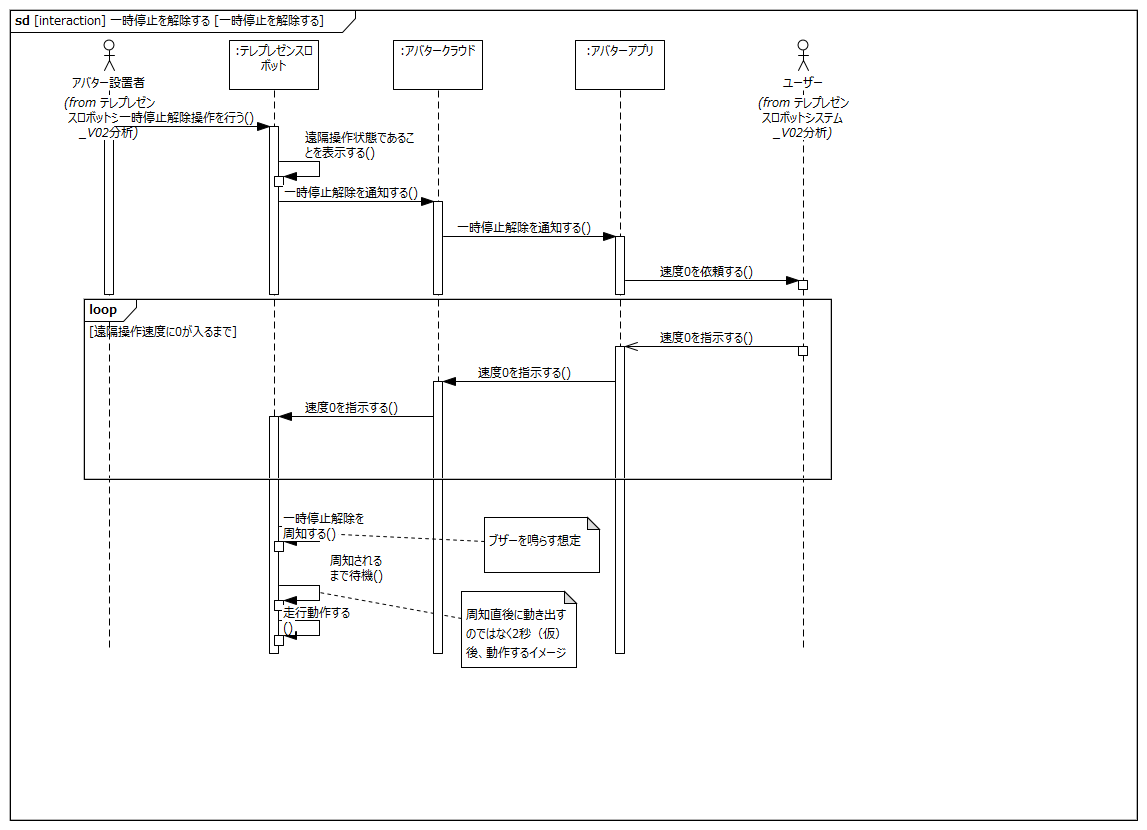 sd [interaction] 一時停止を解除する [一時停止を解除する]
:テレプレゼンスロ
ボット
:アバタークラウド
:アバターアプリ
アバター設置者
(from テレプレゼン
スロボットシ
_V02分析)
ユーザー
(from テレプレゼン
スロボットシステム
_V02分析)
一時停止解除操作を行う()
遠隔操作状態であるこ
とを表示する()
一時停止解除を通知する()
一時停止解除を通知する()
速度0を依頼する()
loop
[遠隔操作速度に0が入るまで]
速度0を指示する()
速度0を指示する()
速度0を指示する()
一時停止解除を
周知する()
ブザーを鳴らす想定
周知される
まで待機()
周知直後に動き出す
のではなく2秒（仮）
後、動作するイメージ
走行動作する
()